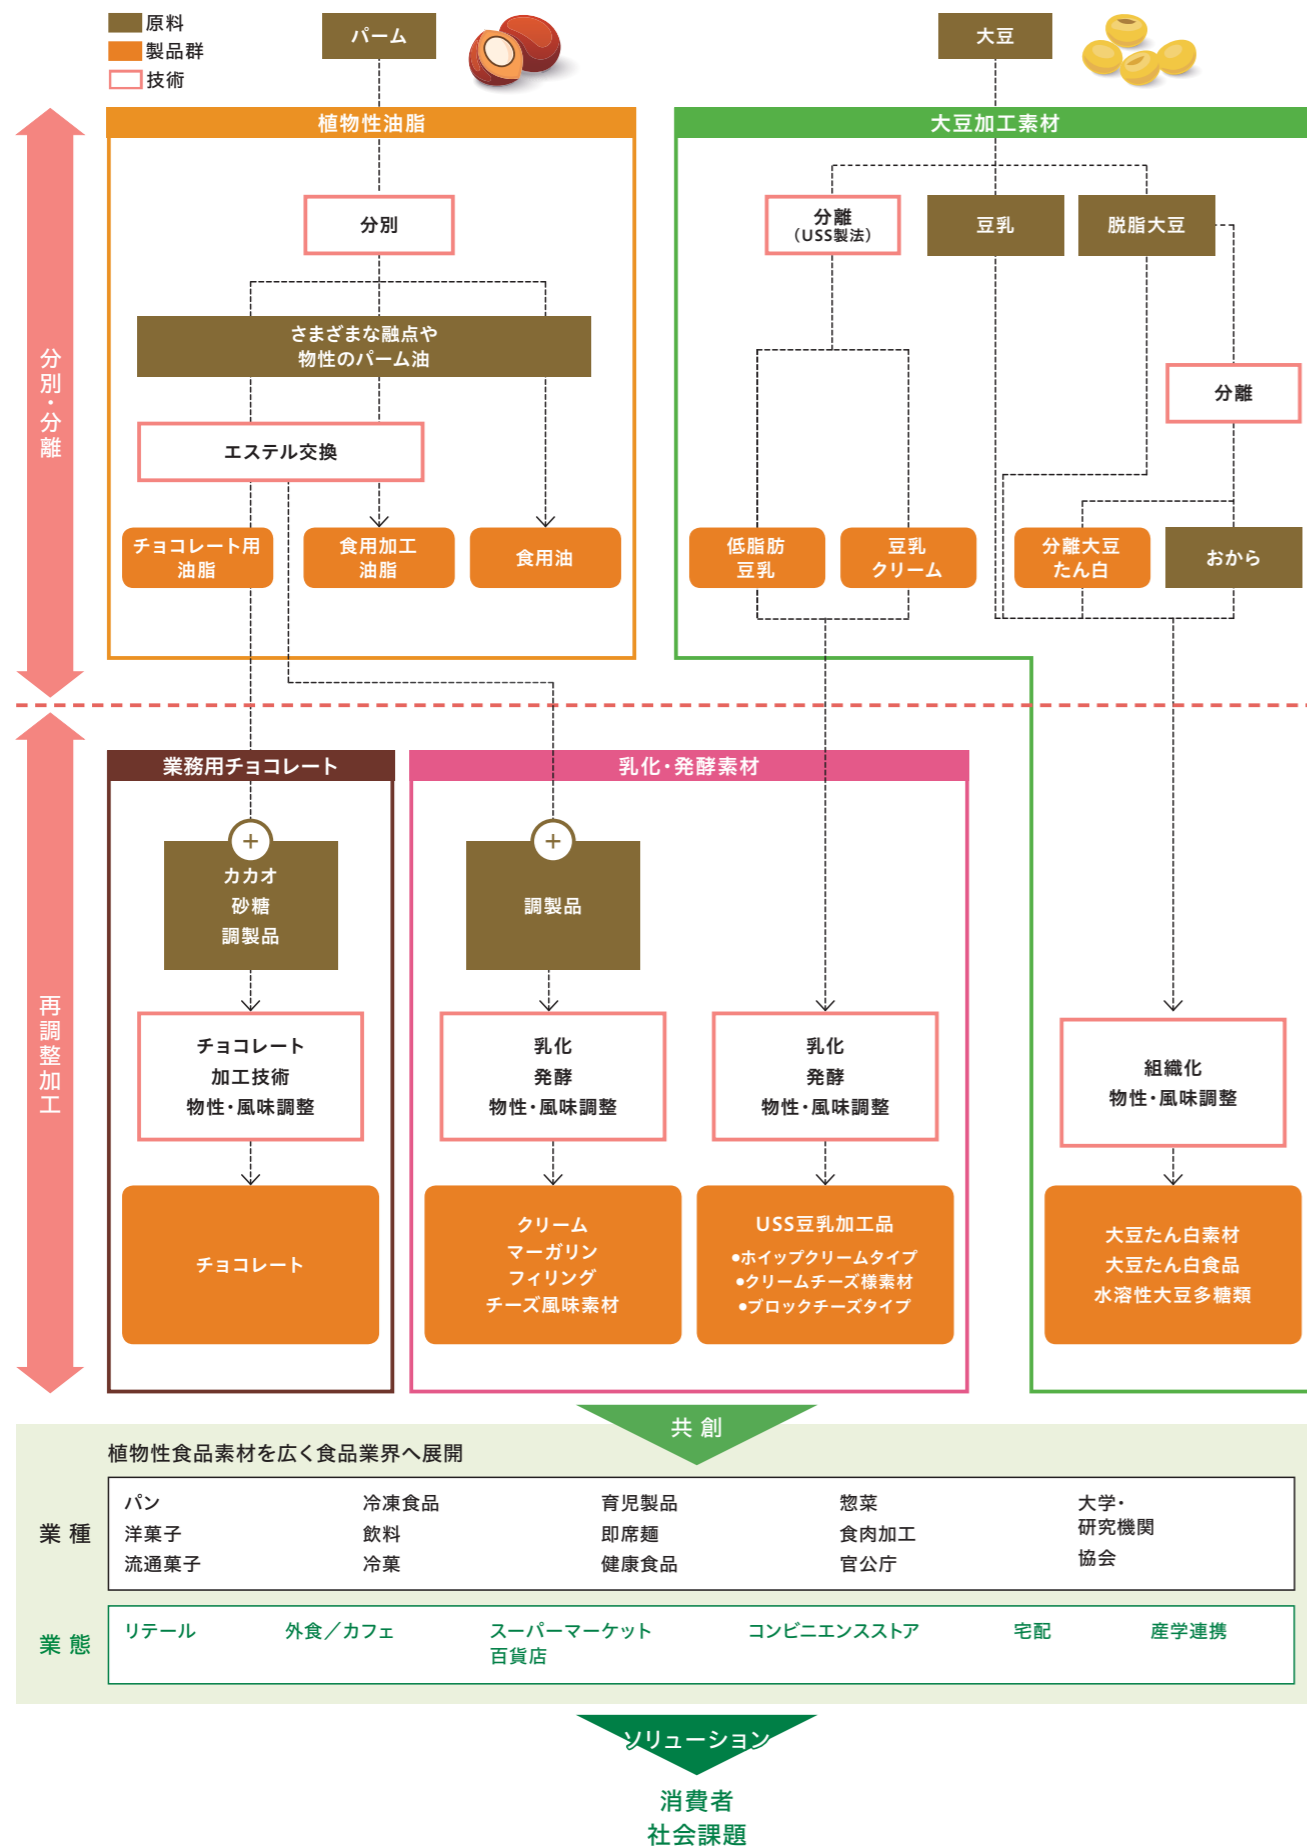 原料
製品群
技術
パーム
大豆
植物性油脂
大豆加工素材
分別・分離
分別
分離
（USS製法）
豆乳
脱脂大豆
さまざまな融点や
物性のパーム油
分離
エステル交換
チョコレート用
油脂
食用加工
油脂
食用油
低脂肪
豆乳
豆乳
クリーム
分離大豆
たん白
おから
再調整加工
業務用チョコレート
乳化・発酵素材
+
カカオ
砂糖
調製品
+
調製品
チョコレート
加工技術
物性・風味調整
乳化
発酵
物性・風味調整
乳化
発酵
物性・風味調整
組織化
物性・風味調整
チョコレート
クリーム
マーガリン
フィリング
チーズ風味素材
USS豆乳加工品
●ホイップクリームタイプ
●クリームチーズ様素材
●ブロックチーズタイプ
大豆たん白素材
大豆たん白食品
水溶性大豆多糖類
共創
植物性食品素材を広く食品業界へ展開
業種
パン
洋菓子
流通菓子
冷凍食品
飲料
冷菓
育児製品
即席麺
健康食品
惣菜
食肉加工
官公庁
大学・
研究機関
協会
業態
リテール
外食／カフェ
スーパーマーケット
百貨店
コンビニエンスストア
宅配
産学連携
ソリューション
消費者
社会課題